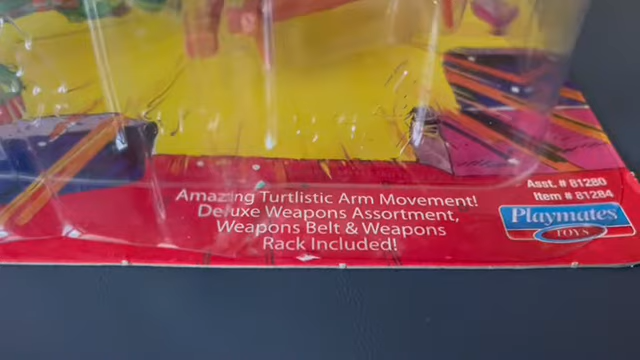 Amazing Turtlistic Arm Movement!
Deluxe Weapons Assortment,
Weapons Belt & Weapons
Rack Included!
Asst. # 81280
Item # 81284
Playmates
TOYS